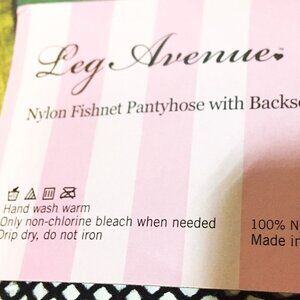 Leg Avenue
Nylon Fishnet Pantyhose with
Hand wash warm
Only non-chlorine bleach when needed
Drip dry, do not iron
100%
Made in